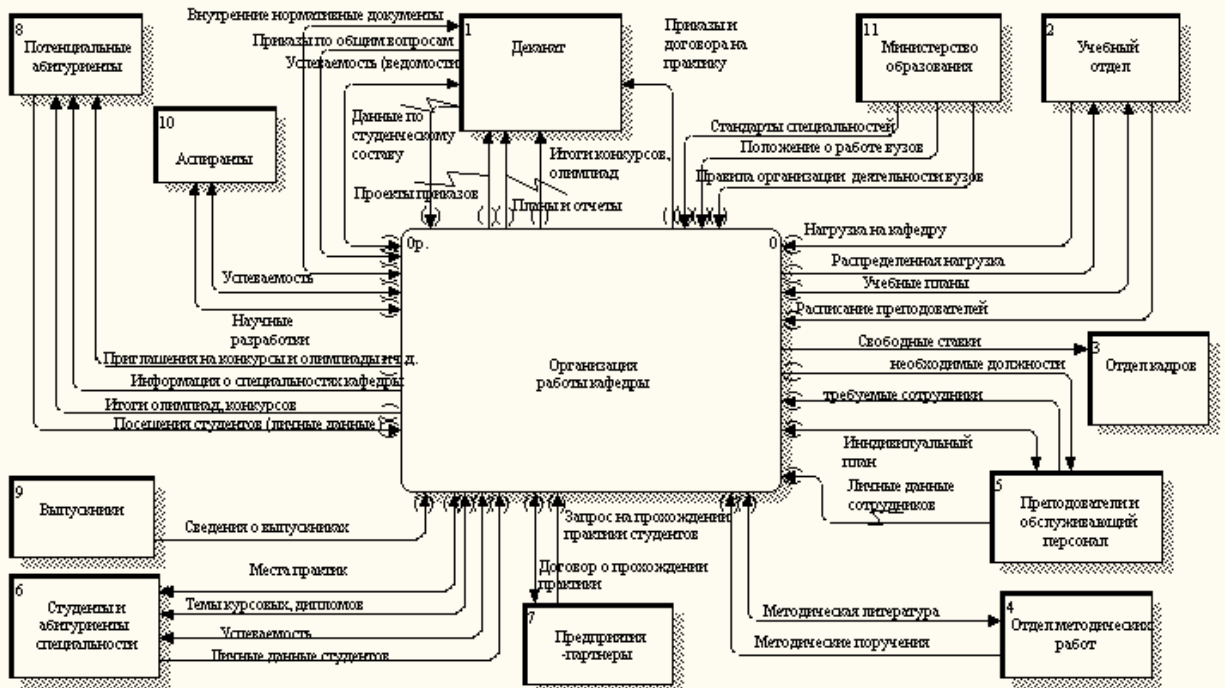 8
Потенциальные
абитуриенты
10
Аспиранты
Внутренние нормативные документы
Приказы по общим вопросам
Успеваемость (ведомости
1
Деканат
Приказы и
договора на
практику
11
Министерство
образования
2
Учебный
отдел
Данные по
студенческому
составу
Проекты приказов
Планы и отчеты
Итоги конкурсов,
олимпиад
Стандарты специальностей
Положение о работе вузов
Правила организации деятельности вузов
Успеваемость
Научные
разработки
Приглашения на конкурсы и олимпиады и т.д.
Информация о специальностях кафедры
Итоги олимпиад, конкурсов
Посещения студентов (личные данные)
0р.
0
Организация
работы кафедры
Нагрузка на кафедру
Распределенная нагрузка
Учебные планы
Расписание преподователей
Свободные ставки
необходимые должности
требуемые сотрудники
3
Отдел кадров
Инндивилуальный
план
Личные данные
сотрудников
5
Преподователи и
обслуживающий
персонал
9
Выпускники
Сведения о выпускниках
6
Студенты и
абитуриенты
специальности
Места практик
Темы курсовых, дипломов
Успеваемость
Личные данные студентов
Запрос на прохождении
практики студентов
Договор о прохождении
практики
7
Предприятия
-партнеры
Методическая литература
Методические поручения
4
Отдел методических
работ